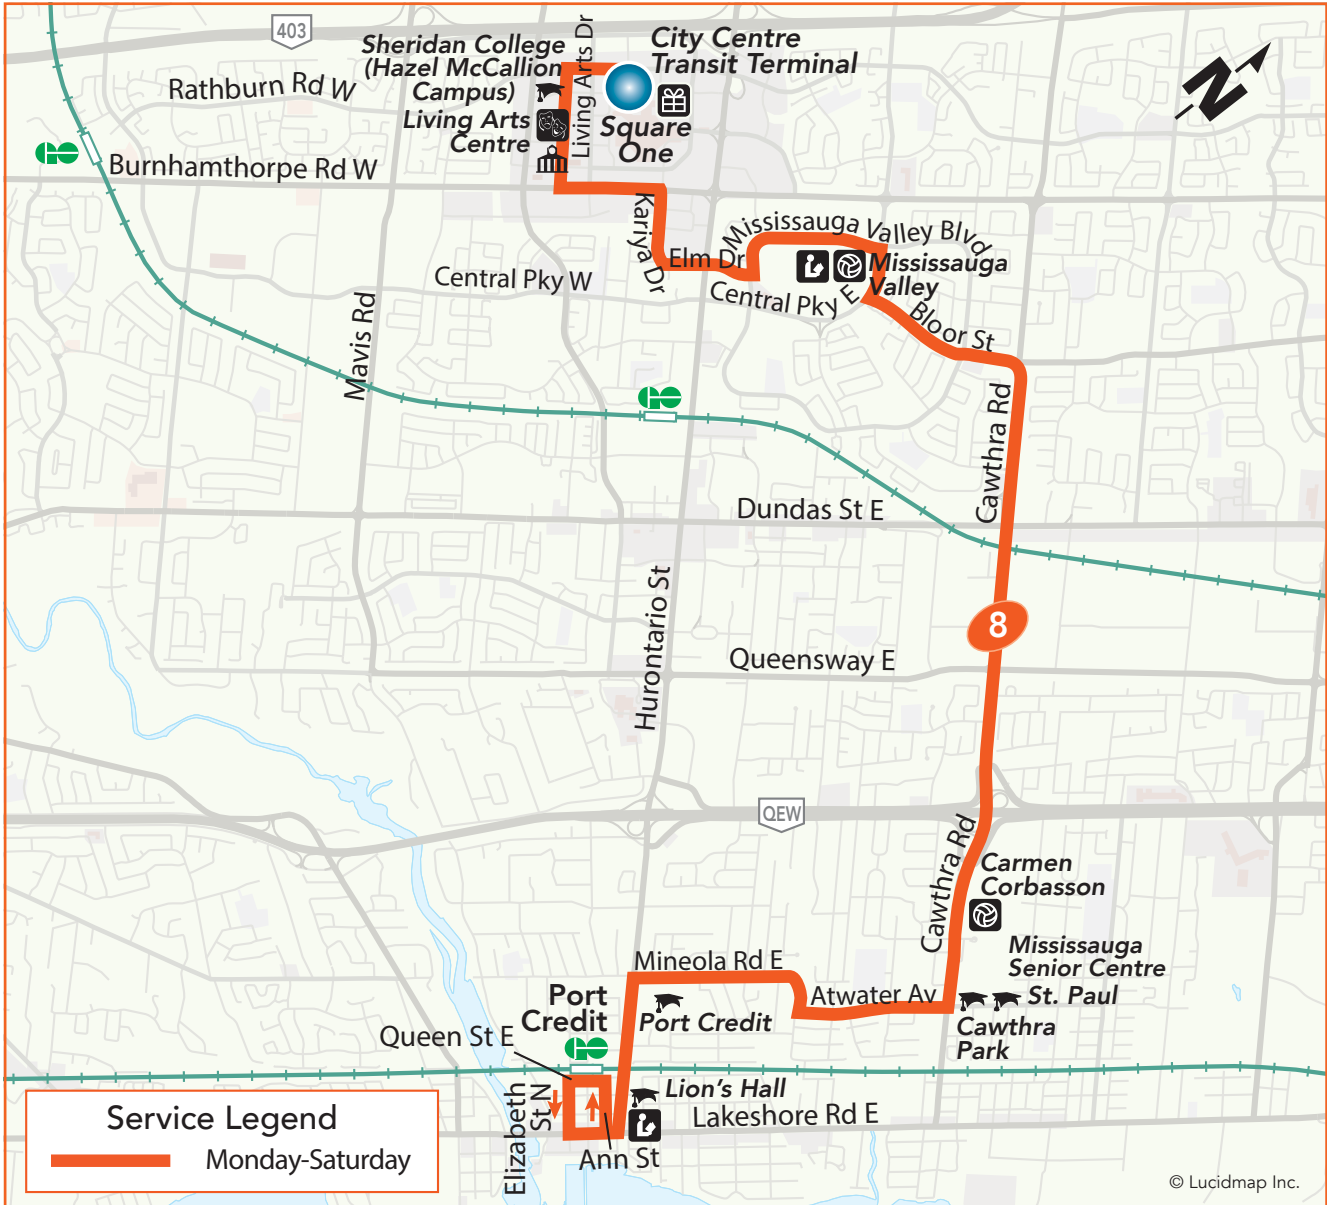 403
Sheridan College
(Hazel McCallion
Campus)
Living Arts Dr
City Centre
Transit Terminal
N
Rathburn Rd W
Living Arts
Centre
Square
One
GO
Burnhamthorpe Rd W
Kariya Dr
Mississauga Valley Blvd
Elm Dr
Mississauga
Valley
Central Pky W
Central Pky E
Bloor St
Mavis Rd
GO
Cawthra Rd
Dundas St E
Hurontario St
8
Queensway E
QEW
Cawthra Rd
Carmen
Corbasson
Mississauga
Senior Centre
Mineola Rd E
Port
Credit
GO
Port Credit
Atwater Av
St. Paul
Cawthra
Park
Queen St E
Elizabeth
St N
Lion's Hall
Lakeshore Rd E
Ann St
Service Legend
Monday-Saturday
© Lucidmap Inc.